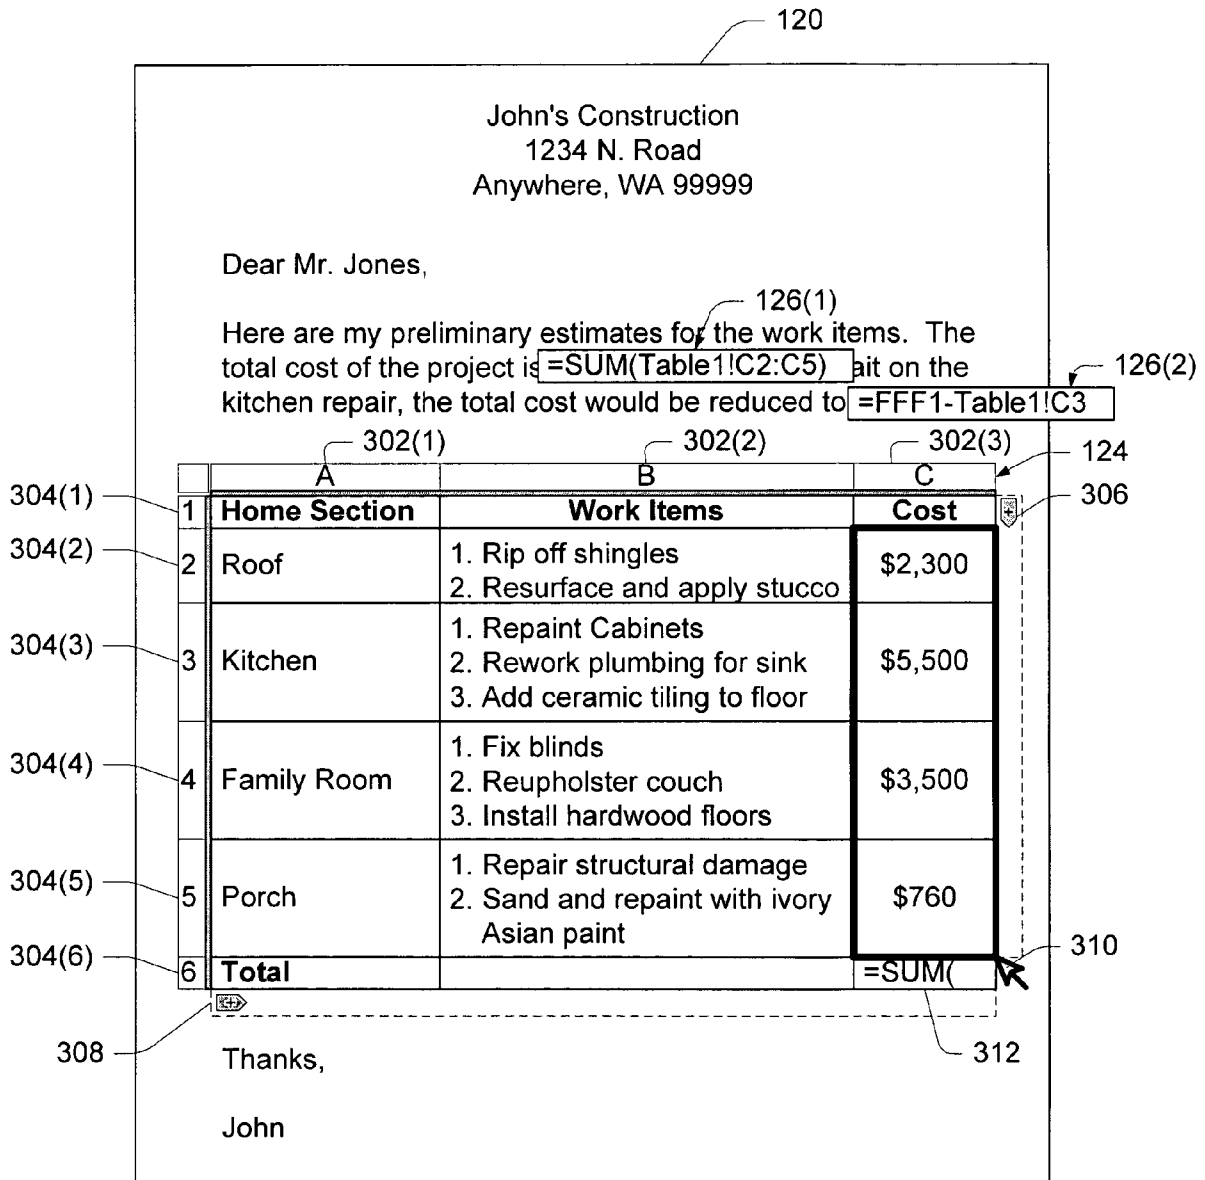 120
John's Construction
1234 N. Road
Anywhere, WA 99999
Dear Mr. Jones,
126(1)
Here are my preliminary estimates for the work items. The
total cost of the project is =SUM(Table1!C2:C5) ait on the
126(2)
kitchen repair, the total cost would be reduced to =FFF1-Table1!C3
302(1) 302(2) 302(3)
124
A B C
306
304(1)
1 Home Section Work Items Cost
304(2)
2 Roof 1. Rip off shingles $2,300
2. Resurface and apply stucco
304(3)
3 Kitchen 1. Repaint Cabinets $5,500
2. Rework plumbing for sink
3. Add ceramic tiling to floor
304(4)
4 Family Room 1. Fix blinds $3,500
2. Reupholster couch
3. Install hardwood floors
304(5)
5 Porch 1. Repair structural damage $760
2. Sand and repaint with ivory
Asian paint
304(6)
310
6 Total =SUM(
308
312
Thanks,
John